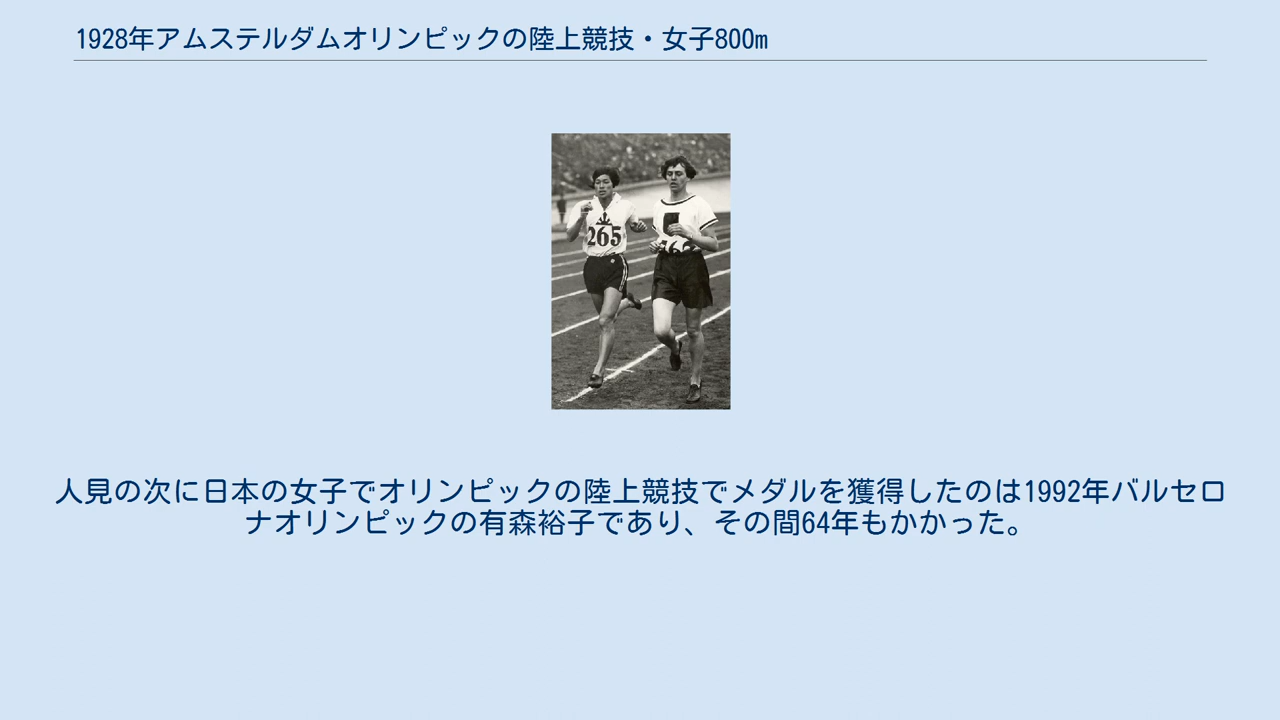 1928年アムステルダムオリンピックの陸上競技・女子800m
265
人見の次に日本の女子でオリンピックの陸上競技でメダルを獲得したのは1992年バルセロ
ナオリンピックの有森裕子であり、その間64年もかかった。